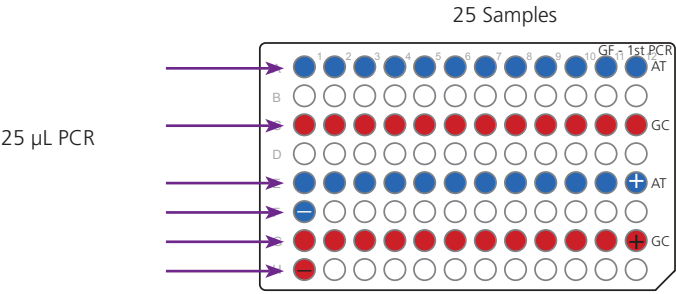 25 Samples
GF - 1st PCR
1 2 3 4 5 6 7 8 9 10 11 12
AT
B
GC
D
AT
GC
25 µL PCR